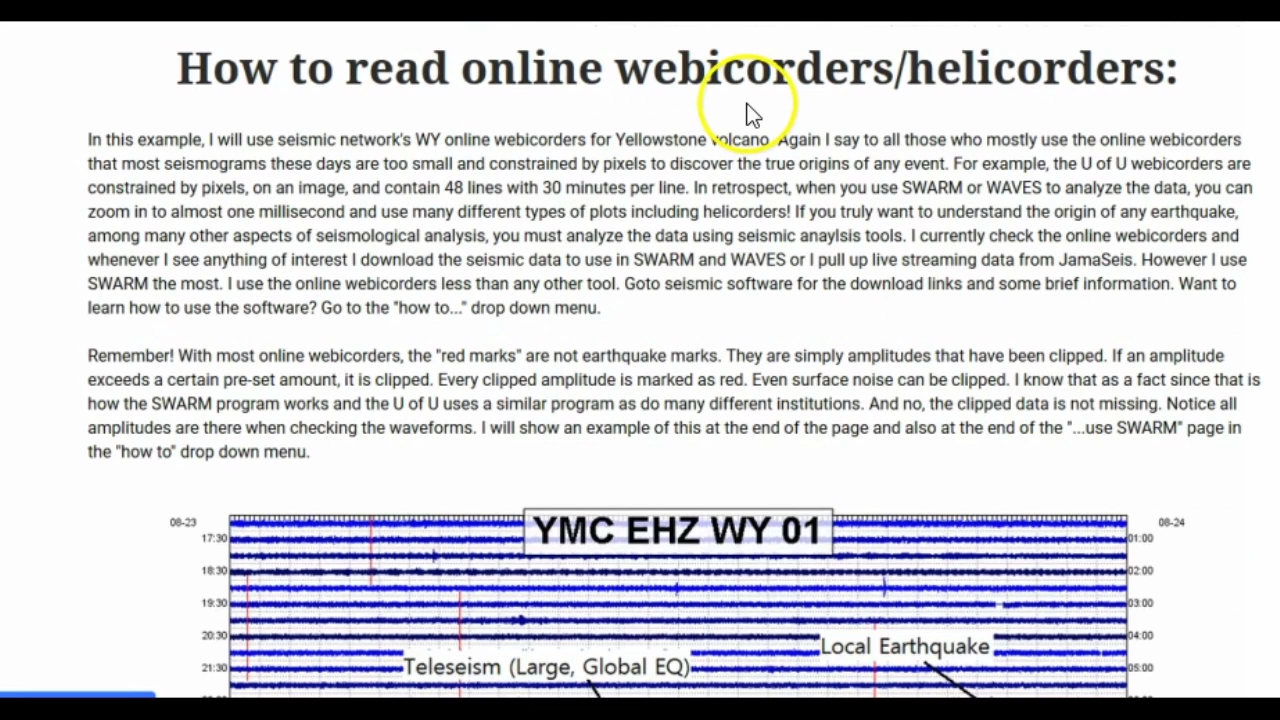 How to read online webicorders/helicorders:
In this example, I will use seismic network's WY online webicorders for Yellowstone volcano. Again I say to all those who mostly use the online webicorders
that most seismograms these days are too small and constrained by pixels to discover the true origins of any event. For example, the U of U webicorders are
constrained by pixels, on an image, and contain 48 lines with 30 minutes per line. In retrospect, when you use SWARM or WAVES to analyze the data, you can
zoom in to almost one millisecond and use many different types of plots including helicorders! If you truly want to understand the origin of any earthquake,
among many other aspects of seismological analysis, you must analyze the data using seismic anaylsis tools. I currently check the online webicorders and
whenever I see anything of interest I download the seismic data to use in SWARM and WAVES or I pull up live streaming data from JamaSeis. However I use
SWARM the most. I use the online webicorders less than any other tool. Goto seismic software for the download links and some brief information. Want to
learn how to use the software? Go to the "how to..." drop down menu.
Remember! With most online webicorders, the "red marks" are not earthquake marks. They are simply amplitudes that have been clipped. If an amplitude
exceeds a certain pre-set amount, it is clipped. Every clipped amplitude is marked as red. Even surface noise can be clipped. I know that as a fact since that is
how the SWARM program works and the U of U uses a similar program as do many different institutions. And no, the clipped data is not missing. Notice all
amplitudes are there when checking the waveforms. I will show an example of this at the end of the page and also at the end of the "...use SWARM" page in
the "how to" drop down menu.
08-23 YMC EHZ WY 01 08-24
17:30 01:00
18:30 02:00
19:30 03:00
20:30 04:00
Local Earthquake
Teleseism (Large, Global EQ)
21:30 05:00